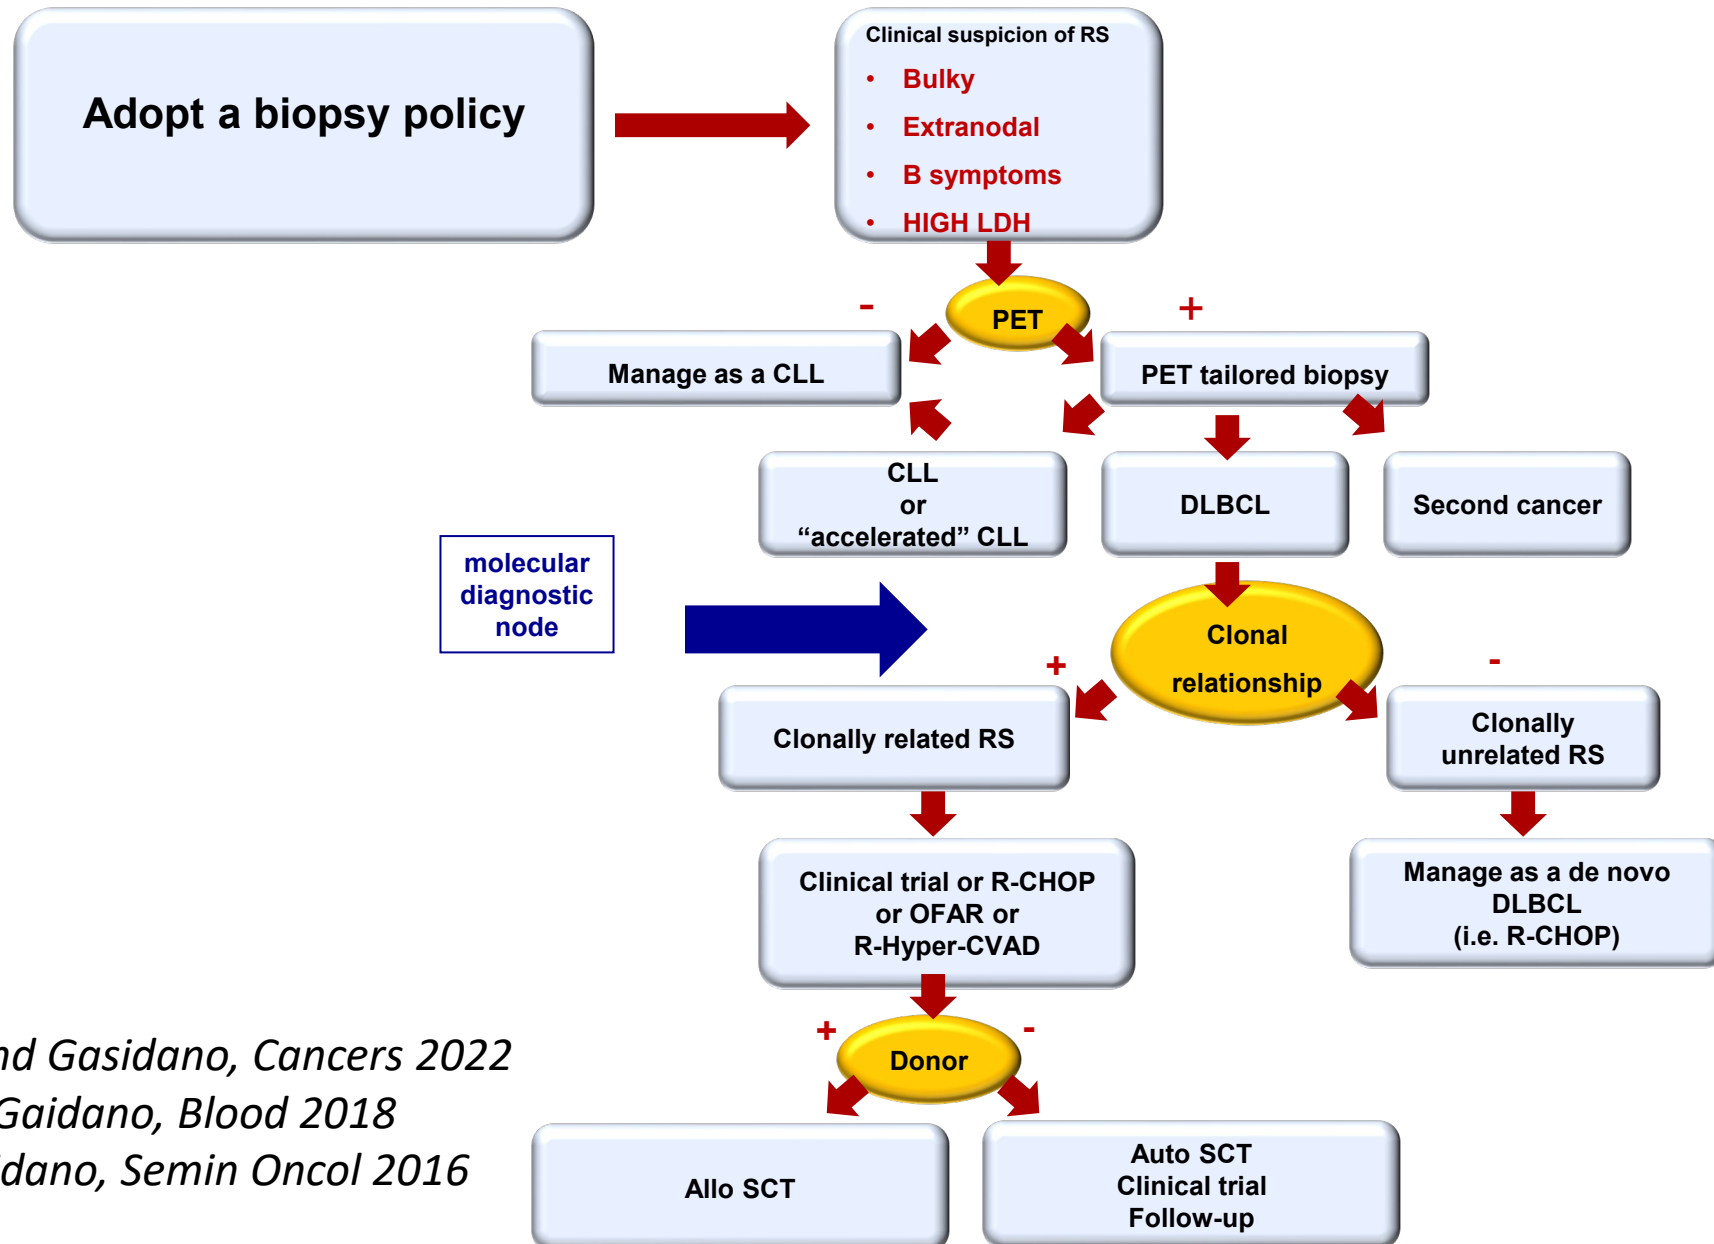 Adopt a biopsy policy
Clinical suspicion of RS
• Bulky
• Extranodal
• B symptoms
• HIGH LDH
-
PET
+
Manage as a CLL
PET tailored biopsy
CLL
or
“accelerated” CLL
DLBCL
Second cancer
molecular
diagnostic
node
Clonal
relationship
+
-
Clonally related RS
Clonally
unrelated RS
Clinical trial or R-CHOP
or OFAR or
R-Hyper-CVAD
Manage as a de novo
DLBCL
(i.e. R-CHOP)
+
Donor
-
Allo SCT
Auto SCT
Clinical trial
Follow-up
Gasidano, Cancers 2022
Gaidano, Blood 2018
Semin Oncol 2016